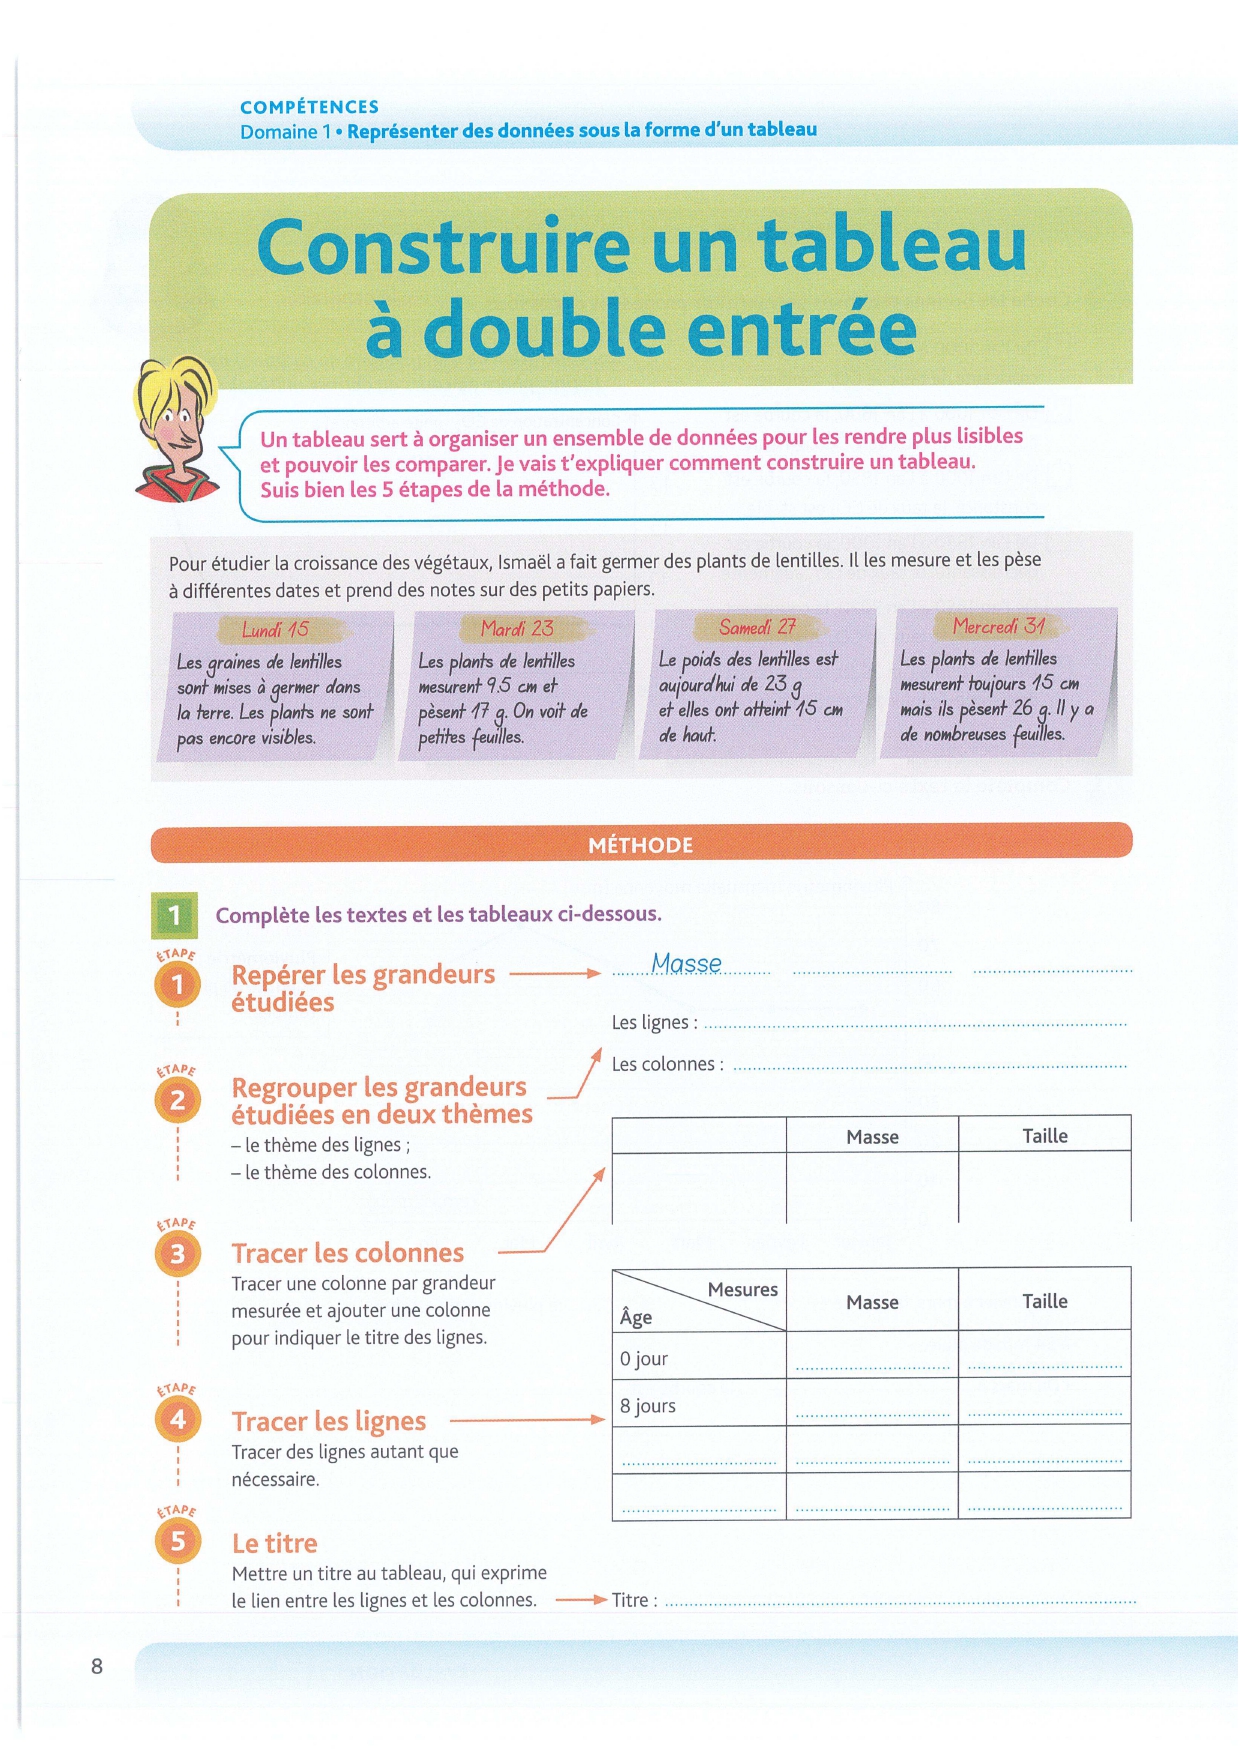 COMPÉTENCES
Domaine 1 • Représenter des données sous la forme d'un tableau
Construire un tableau
à double entrée
Un tableau sert à organiser un ensemble de données pour les rendre plus lisibles
et pouvoir les comparer. Je vais t'expliquer comment construire un tableau.
Suis bien les 5 étapes de la méthode.
Pour étudier la croissance des végétaux, Ismaël a fait germer des plants de lentilles. Il les mesure et les pèse
à différentes dates et prend des notes sur des petits papiers.
Lundi 15
Les graines de lentilles
sont mises à germer dans
la terre. Les plants ne sont
pas encore visibles.
Mardi 23
Les plants de lentilles
mesurent 9.5 cm et
pèsent 17 g. On voit de
petites feuilles.
Samedi 27
Le poids des lentilles est
aujourd'hui de 23 g
et elles ont atteint 15 cm
de haut.
Mercredi 31
Les plants de lentilles
mesurent toujours 15 cm
mais ils pèsent 26 g. Il y a
de nombreuses feuilles.
MÉTHODE
1 Complète les textes et les tableaux ci-dessous.
ÉTAPE
1
Repérer les grandeurs
étudiées
Masse
Les lignes :
Les colonnes :
ÉTAPE
2
Regrouper les grandeurs
étudiées en deux thèmes
– le thème des lignes ;
– le thème des colonnes.
Masse Taille
ÉTAPE
3
Tracer les colonnes
Tracer une colonne par grandeur
mesurée et ajouter une colonne
pour indiquer le titre des lignes.
Mesures
Âge
Masse Taille
0 jour
8 jours
ÉTAPE
4
Tracer les lignes
Tracer des lignes autant que
nécessaire.
ÉTAPE
5
Le titre
Mettre un titre au tableau, qui exprime
le lien entre les lignes et les colonnes.
Titre :
8